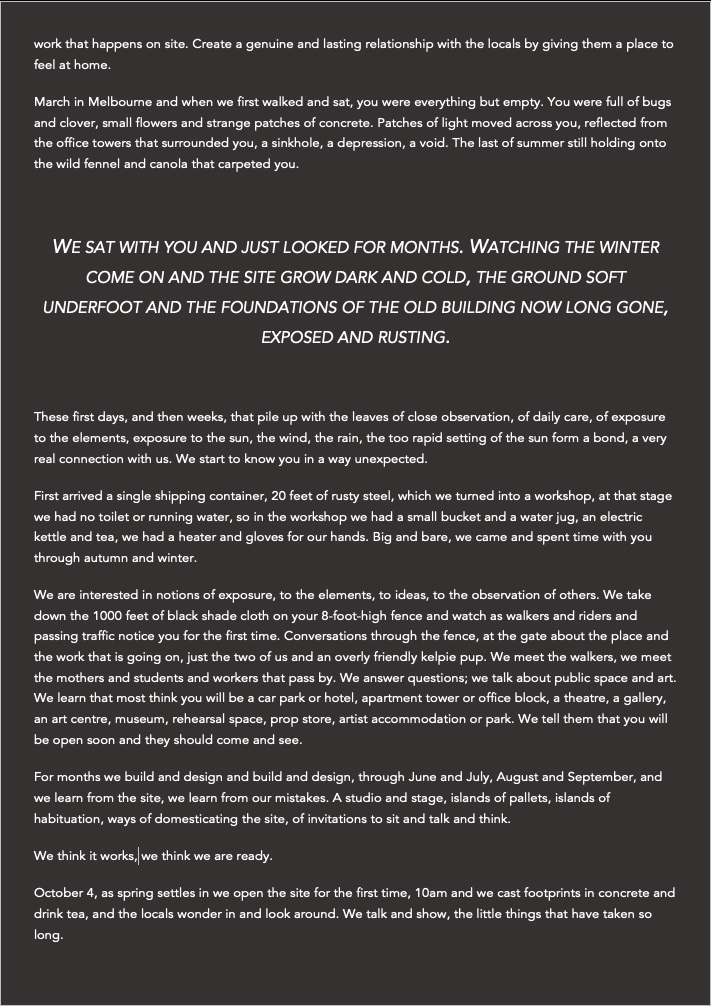 work that happens on site. Create a genuine and lasting relationship with the locals by giving them a place to
feel at home.
March in Melbourne and when we first walked and sat, you were everything but empty. You were full of bugs
and clover, small flowers and strange patches of concrete. Patches of light moved across you, reflected from
the office towers that surrounded you, a sinkhole, a depression, a void. The last of summer still holding onto
the wild fennel and canola that carpeted you.
WE SAT WITH YOU AND JUST LOOKED FOR MONTHS. WATCHING THE WINTER
COME ON AND THE SITE GROW DARK AND COLD, THE GROUND SOFT
UNDERFOOT AND THE FOUNDATIONS OF THE OLD BUILDING NOW LONG GONE,
EXPOSED AND RUSTING.
These first days, and then weeks, that pile up with the leaves of close observation, of daily care, of exposure
to the elements, exposure to the sun, the wind, the rain, the too rapid setting of the sun form a bond, a very
real connection with us. We start to know you in a way unexpected.
First arrived a single shipping container, 20 feet of rusty steel, which we turned into a workshop, at that stage
we had no toilet or running water, so in the workshop we had a small bucket and a water jug, an electric
kettle and tea, we had a heater and gloves for our hands. Big and bare, we came and spent time with you
through autumn and winter.
We are interested in notions of exposure, to the elements, to ideas, to the observation of others. We take
down the 1000 feet of black shade cloth on your 8-foot-high fence and watch as walkers and riders and
passing traffic notice you for the first time. Conversations through the fence, at the gate about the place and
the work that is going on, just the two of us and an overly friendly kelpie pup. We meet the walkers, we meet
the mothers and students and workers that pass by. We answer questions; we talk about public space and art.
We learn that most think you will be a car park or hotel, apartment tower or office block, a theatre, a gallery,
an art centre, museum, rehearsal space, prop store, artist accommodation or park. We tell them that you will
be open soon and they should come and see.
For months we build and design and build and design, through June and July, August and September, and
we learn from the site, we learn from our mistakes. A studio and stage, islands of pallets, islands of
habituation, ways of domesticating the site, of invitations to sit and talk and think.
We think it works, we think we are ready.
October 4, as spring settles in we open the site for the first time, 10am and we cast footprints in concrete and
drink tea, and the locals wonder in and look around. We talk and show, the little things that have taken so
long.